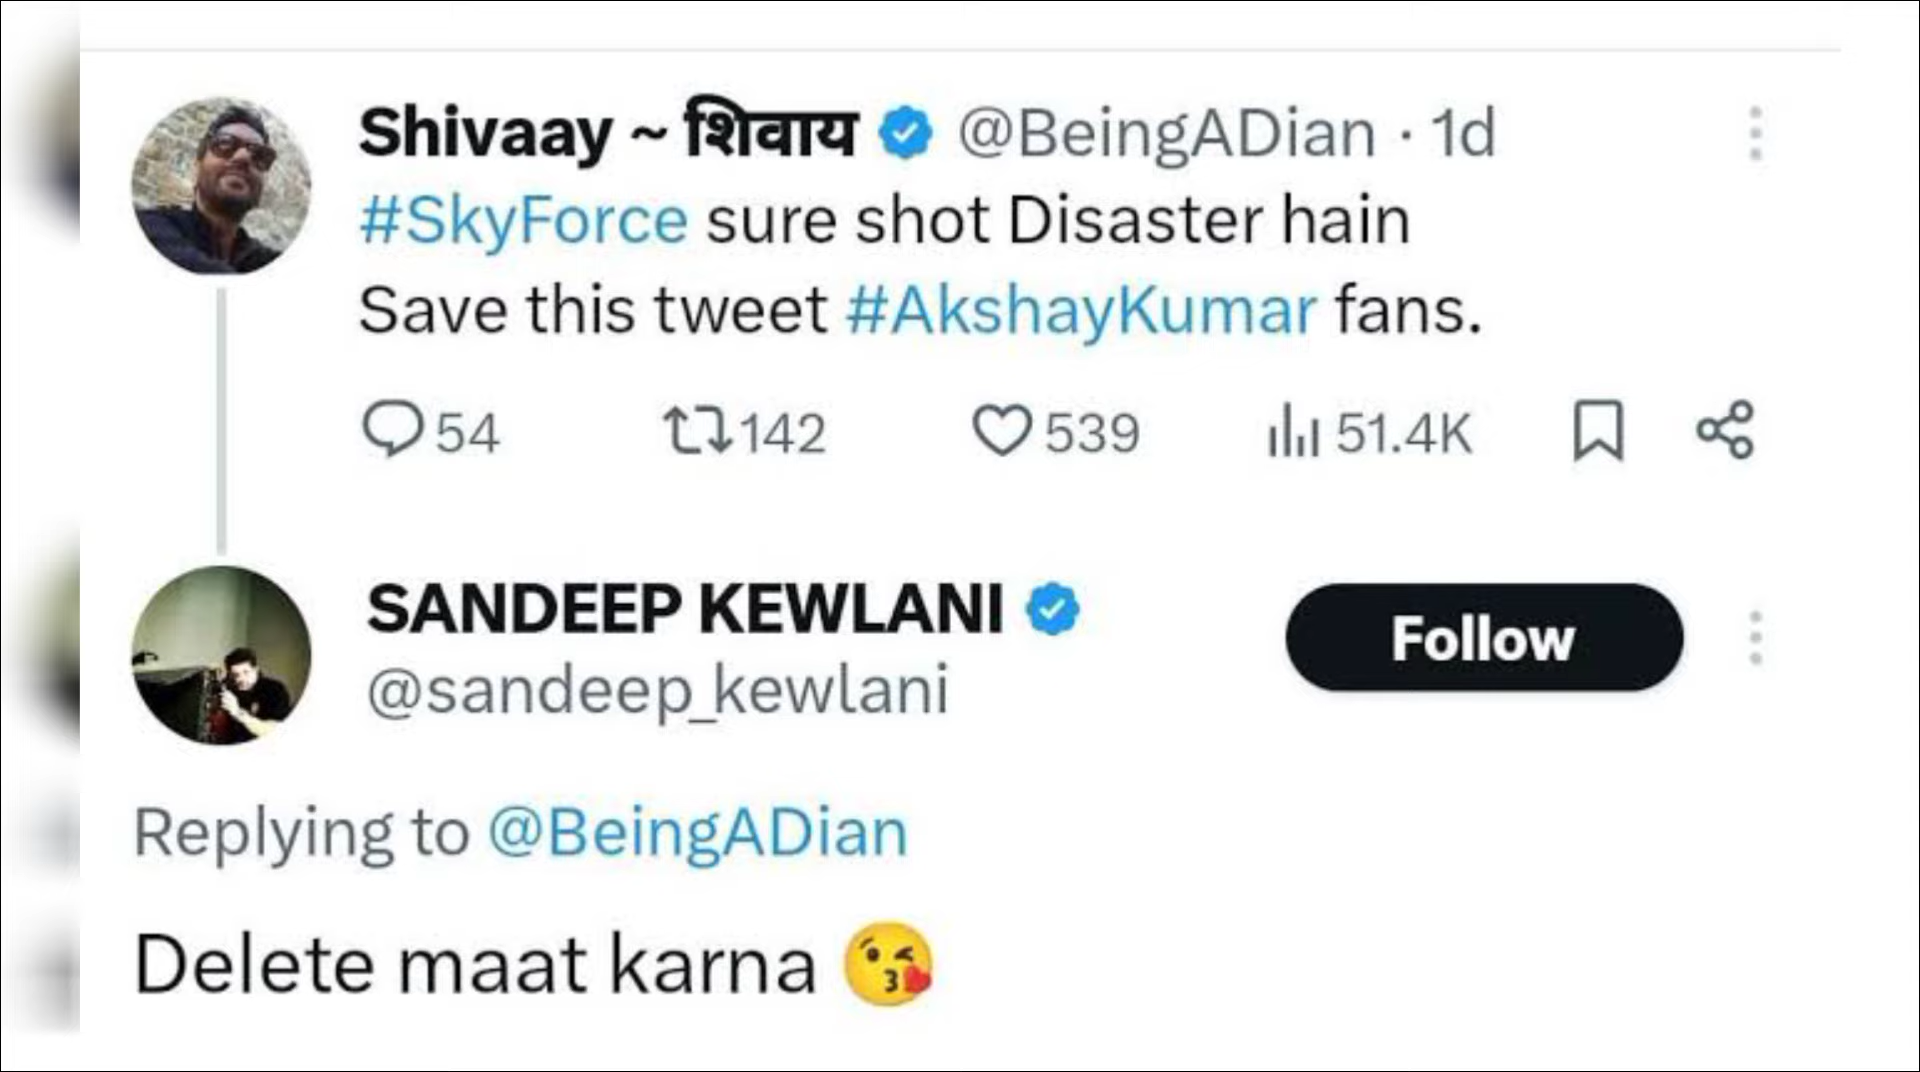 Shivaay ~ शिवाय @BeingADian · 1d
#SkyForce sure shot Disaster hain
Save this tweet #AkshayKumar fans.
54 142 539 51.4K
SANDEEP KEWLANI Follow
@sandeep_kewlani
Replying to @BeingADian
Delete maat karna 😘